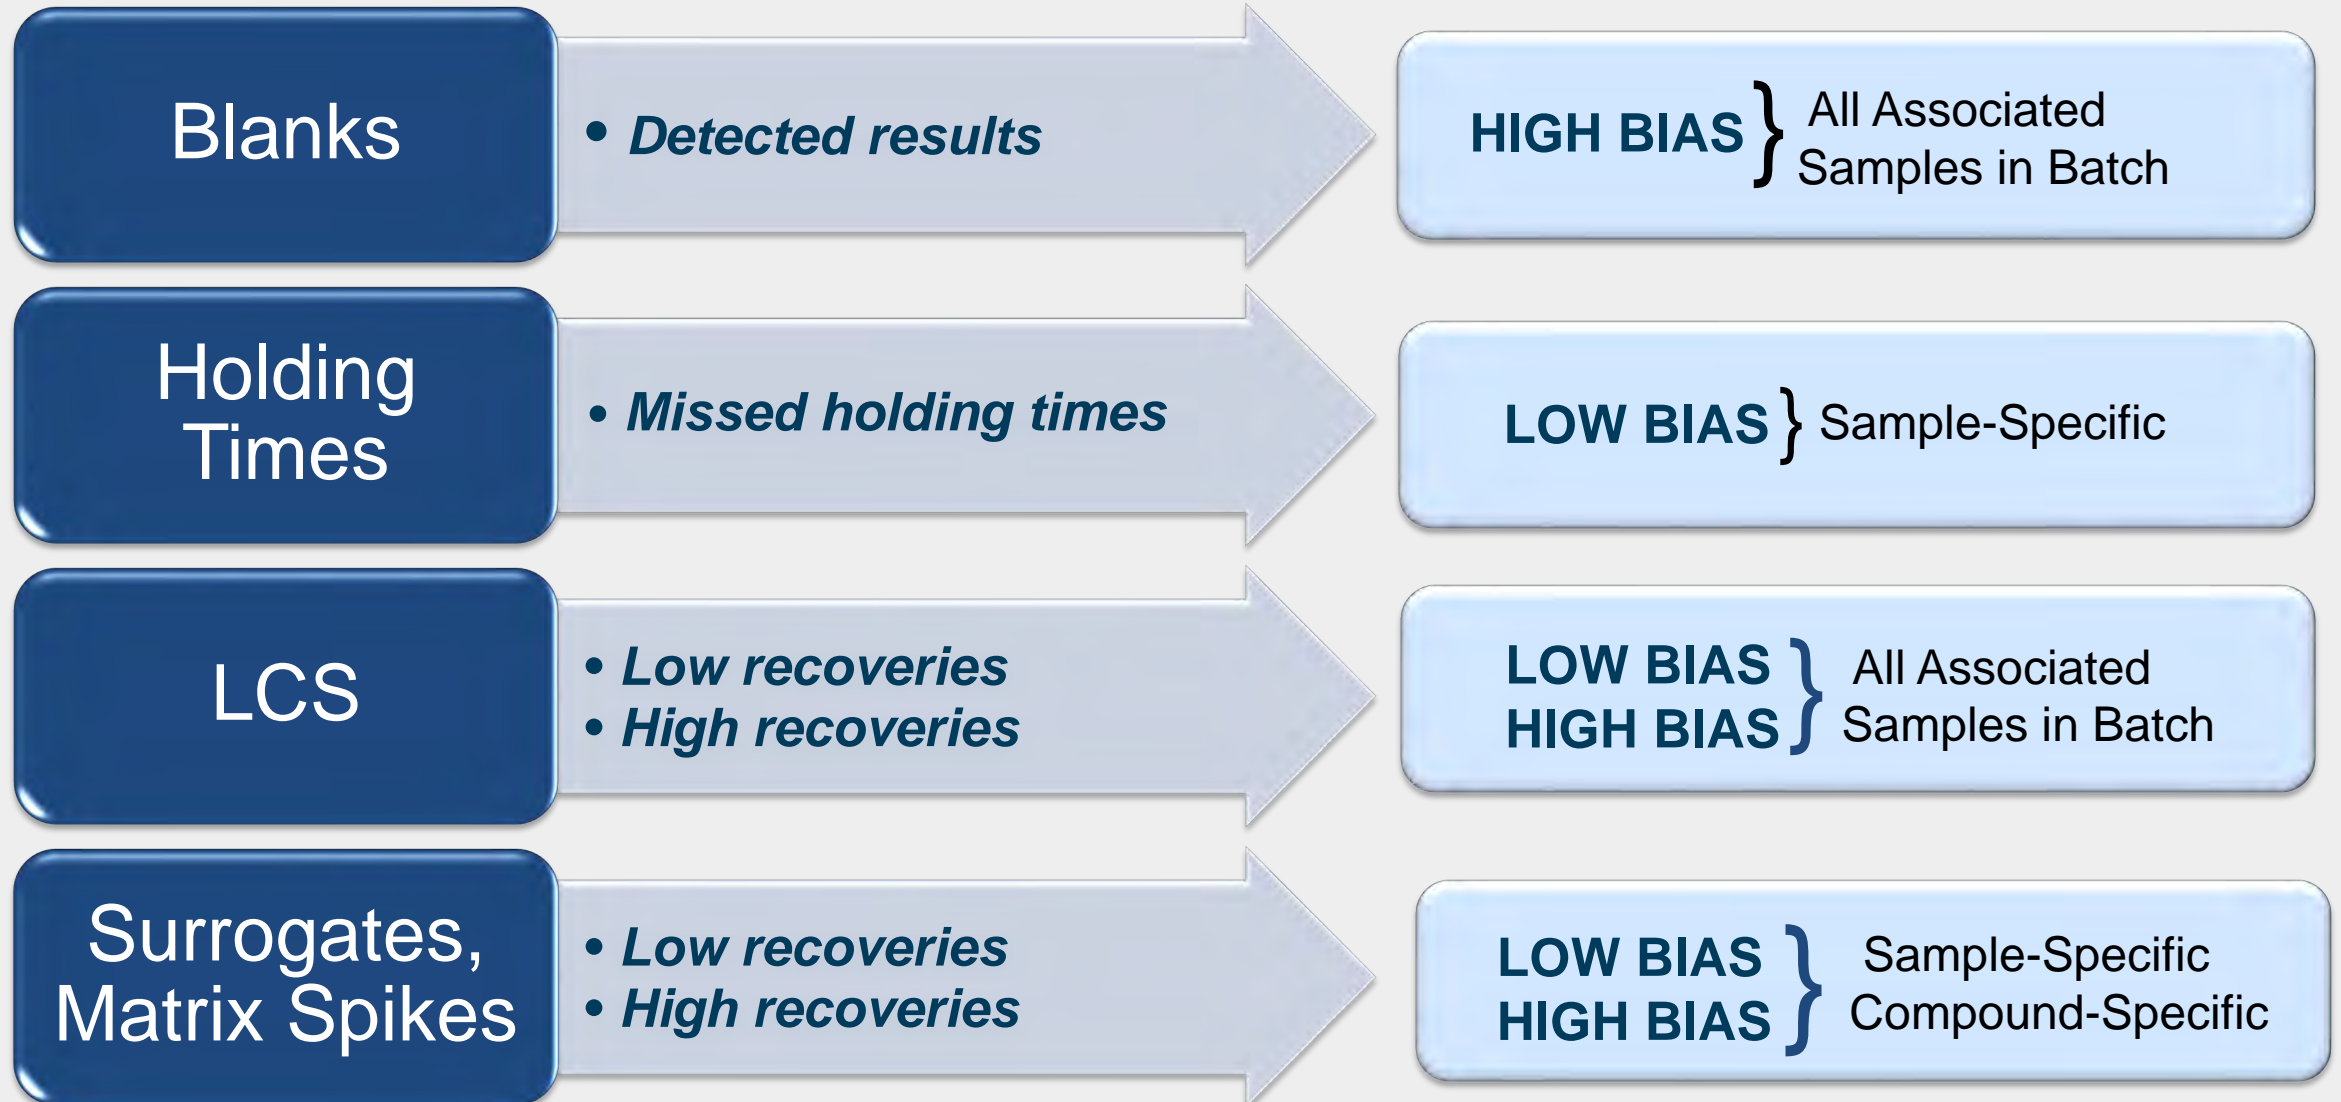 Blanks
• Detected results
HIGH BIAS } All Associated
Samples in Batch
Holding
Times
• Missed holding times
LOW BIAS } Sample-Specific
LCS
• Low recoveries
• High recoveries
LOW BIAS
HIGH BIAS
} All Associated
Samples in Batch
Surrogates,
Matrix Spikes
• Low recoveries
• High recoveries
LOW BIAS
HIGH BIAS
} Sample-Specific
Compound-Specific